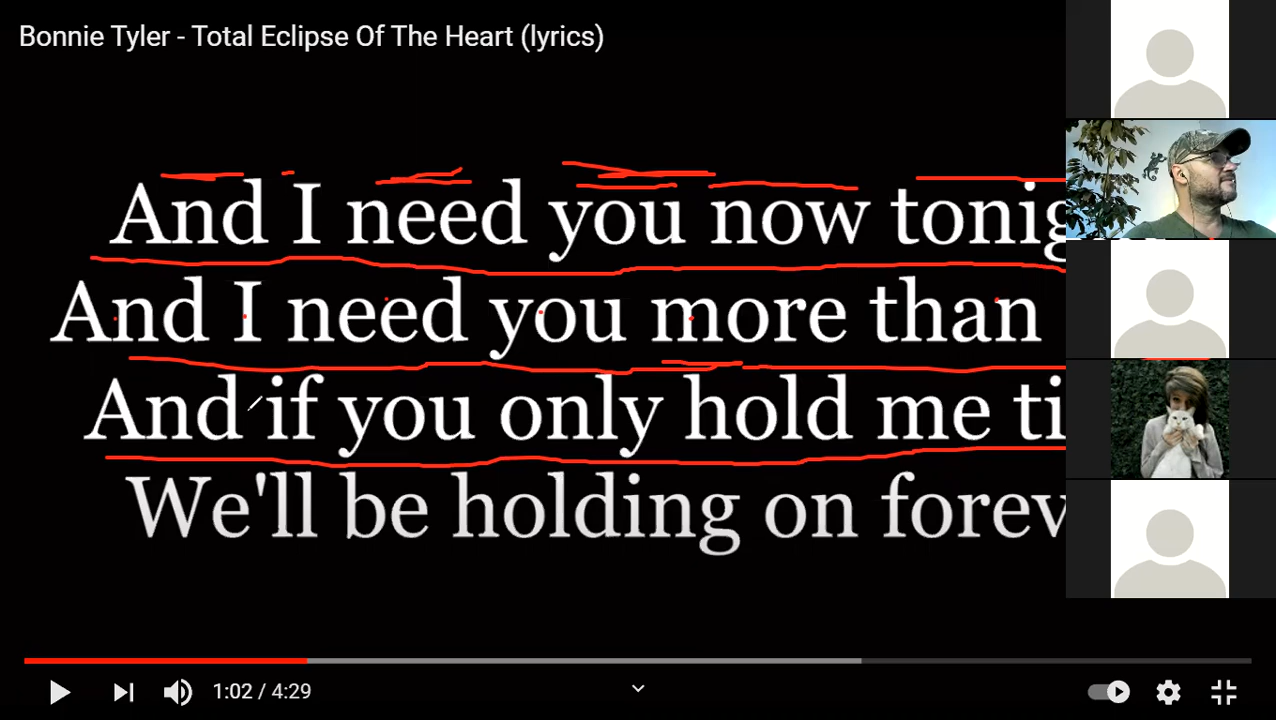 Bonnie Tyler - Total Eclipse Of The Heart (lyrics)
And I need you now tonig
And I need you more than
And if you only hold me ti
We'll be holding on forev
1:02 / 4:29